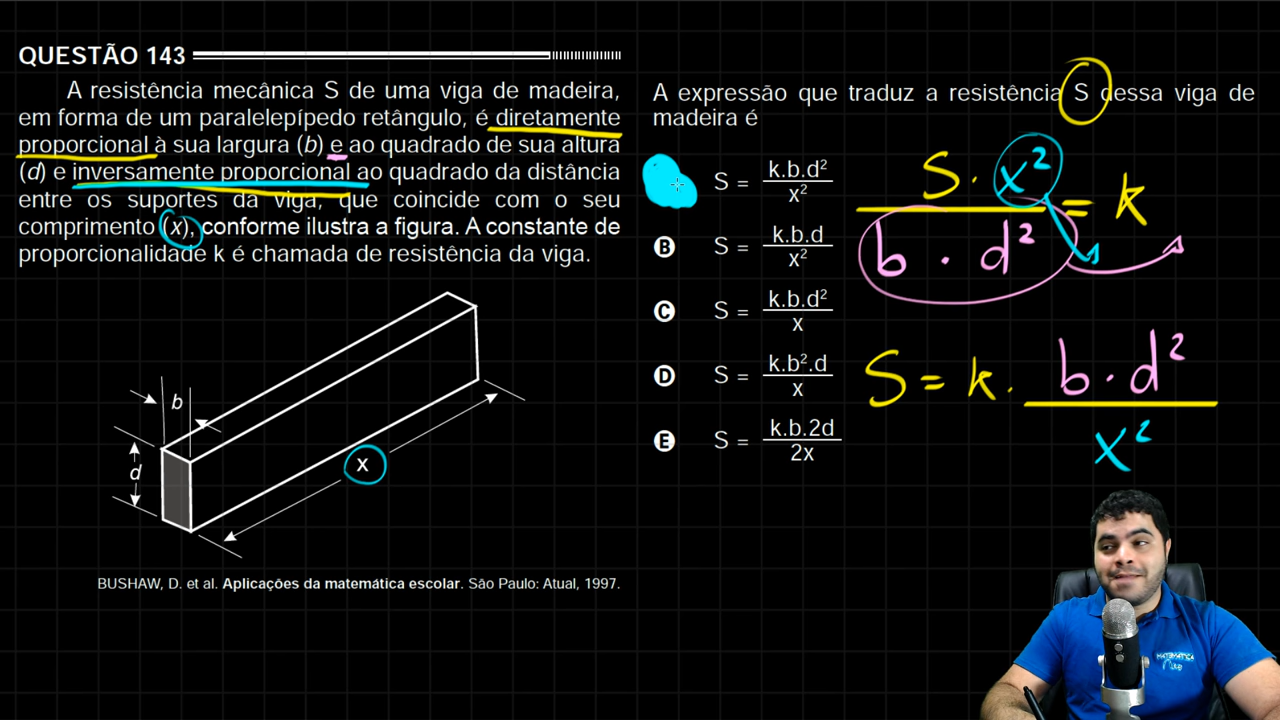 QUESTÃO 143
A resistência mecânica S de uma viga de madeira,
em forma de um paralelepípedo retângulo, é diretamente
proporcional à sua largura (b) e ao quadrado de sua altura
(d) e inversamente proporcional ao quadrado da distância
entre os suportes da viga, que coincide com o seu
comprimento (x), conforme ilustra a figura. A constante de
proporcionalidade k é chamada de resistência da viga.
b
d
x
BUSHAW, D. et al. Aplicações da matemática escolar. São Paulo: Atual, 1997.
A expressão que traduz a resistência S dessa viga de
madeira é
S = k.b.d² / x²
B S = k.b.d / x²
C S = k.b.d² / x
D S = k.b².d / x
E S = k.b.2d / 2x
S · x² / b · d² = k
S = k · b · d² / x²
MATEMÁTICA